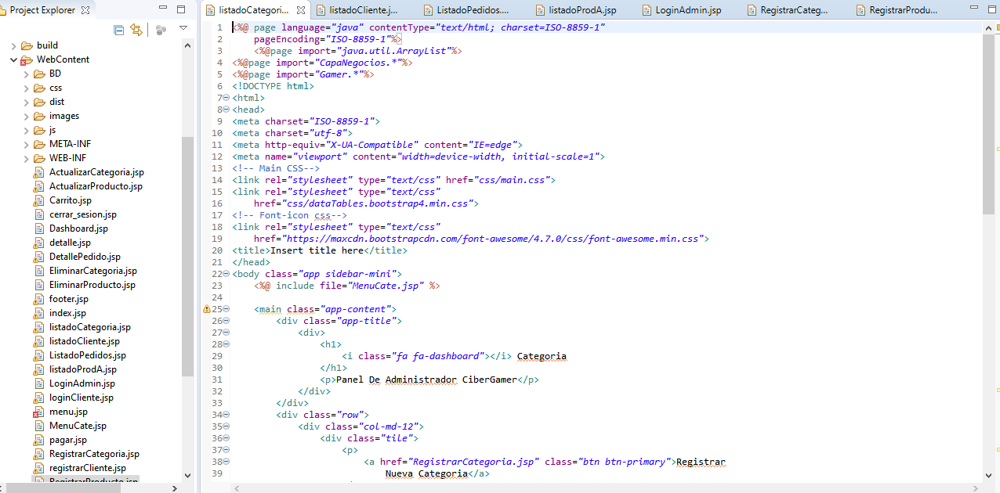 Project Explorer
build
WebContent
BD
css
dist
images
js
META-INF
WEB-INF
ActualizarCategoria.jsp
ActualizarProducto.jsp
Carrito.jsp
cerrar_sesion.jsp
Dashboard.jsp
detalle.jsp
DetallePedido.jsp
EliminarCategoria.jsp
EliminarProducto.jsp
footer.jsp
index.jsp
listadoCategoria.jsp
listadoCliente.jsp
ListadoPedidos.jsp
listadoProdA.jsp
LoginAdmin.jsp
loginCliente.jsp
menu.jsp
MenuCate.jsp
pagar.jsp
RegistrarCategoria.jsp
registrarCliente.jsp
RegistrarProducto.jsp
listadoCategori... listadoCliente.j... ListadoPedidos.... listadoProdA.jsp LoginAdmin.jsp RegistrarCateg... RegistrarProdu...
1 <%@ page language="java" contentType="text/html; charset=ISO-8859-1"
2 pageEncoding="ISO-8859-1"%>
3 <%@page import="java.util.ArrayList"%>
4 <%@page import="CapaNegocios.*"%>
5 <%@page import="Gamer.*"%>
6 <!DOCTYPE html>
7 <html>
8 <head>
9 <meta charset="ISO-8859-1">
10 <meta charset="utf-8">
11 <meta http-equiv="X-UA-Compatible" content="IE=edge">
12 <meta name="viewport" content="width=device-width, initial-scale=1">
13 <!-- Main CSS-->
14 <link rel="stylesheet" type="text/css" href="css/main.css">
15 <link rel="stylesheet" type="text/css"
16 href="css/dataTables.bootstrap4.min.css">
17 <!-- Font-icon css-->
18 <link rel="stylesheet" type="text/css"
19 href="https://maxcdn.bootstrapcdn.com/font-awesome/4.7.0/css/font-awesome.min.css">
20 <title>Insert title here</title>
21 </head>
22 <body class="app sidebar-mini">
23 <%@ include file="MenuCate.jsp" %>
24
25 <main class="app-content">
26 <div class="app-title">
27 <div>
28 <h1>
29 <i class="fa fa-dashboard"></i> Categoria
30 </h1>
31 <p>Panel De Administrador CiberGamer</p>
32 </div>
33 </div>
34 <div class="row">
35 <div class="col-md-12">
36 <div class="tile">
37 <p>
38 <a href="RegistrarCategoria.jsp" class="btn btn-primary">Registrar
39 Nueva Categoria</a>